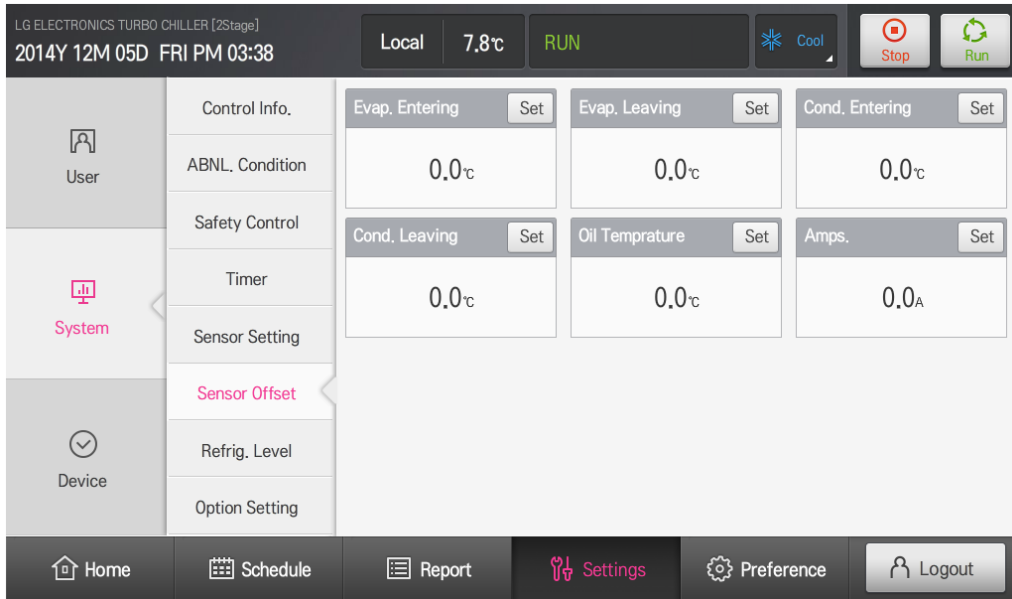 LG ELECTRONICS TURBO CHILLER [2Stage]
2014Y 12M 05D FRI PM 03:38
Local
7.8℃
RUN
Cool
Stop
Run
User
System
Device
Control Info.
ABNL. Condition
Safety Control
Timer
Sensor Setting
Sensor Offset
Refrig. Level
Option Setting
Evap. Entering Set
0.0℃
Evap. Leaving Set
0.0℃
Cond. Entering Set
0.0℃
Cond. Leaving Set
0.0℃
Oil Temprature Set
0.0℃
Amps. Set
0.0A
Home
Schedule
Report
Settings
Preference
Logout